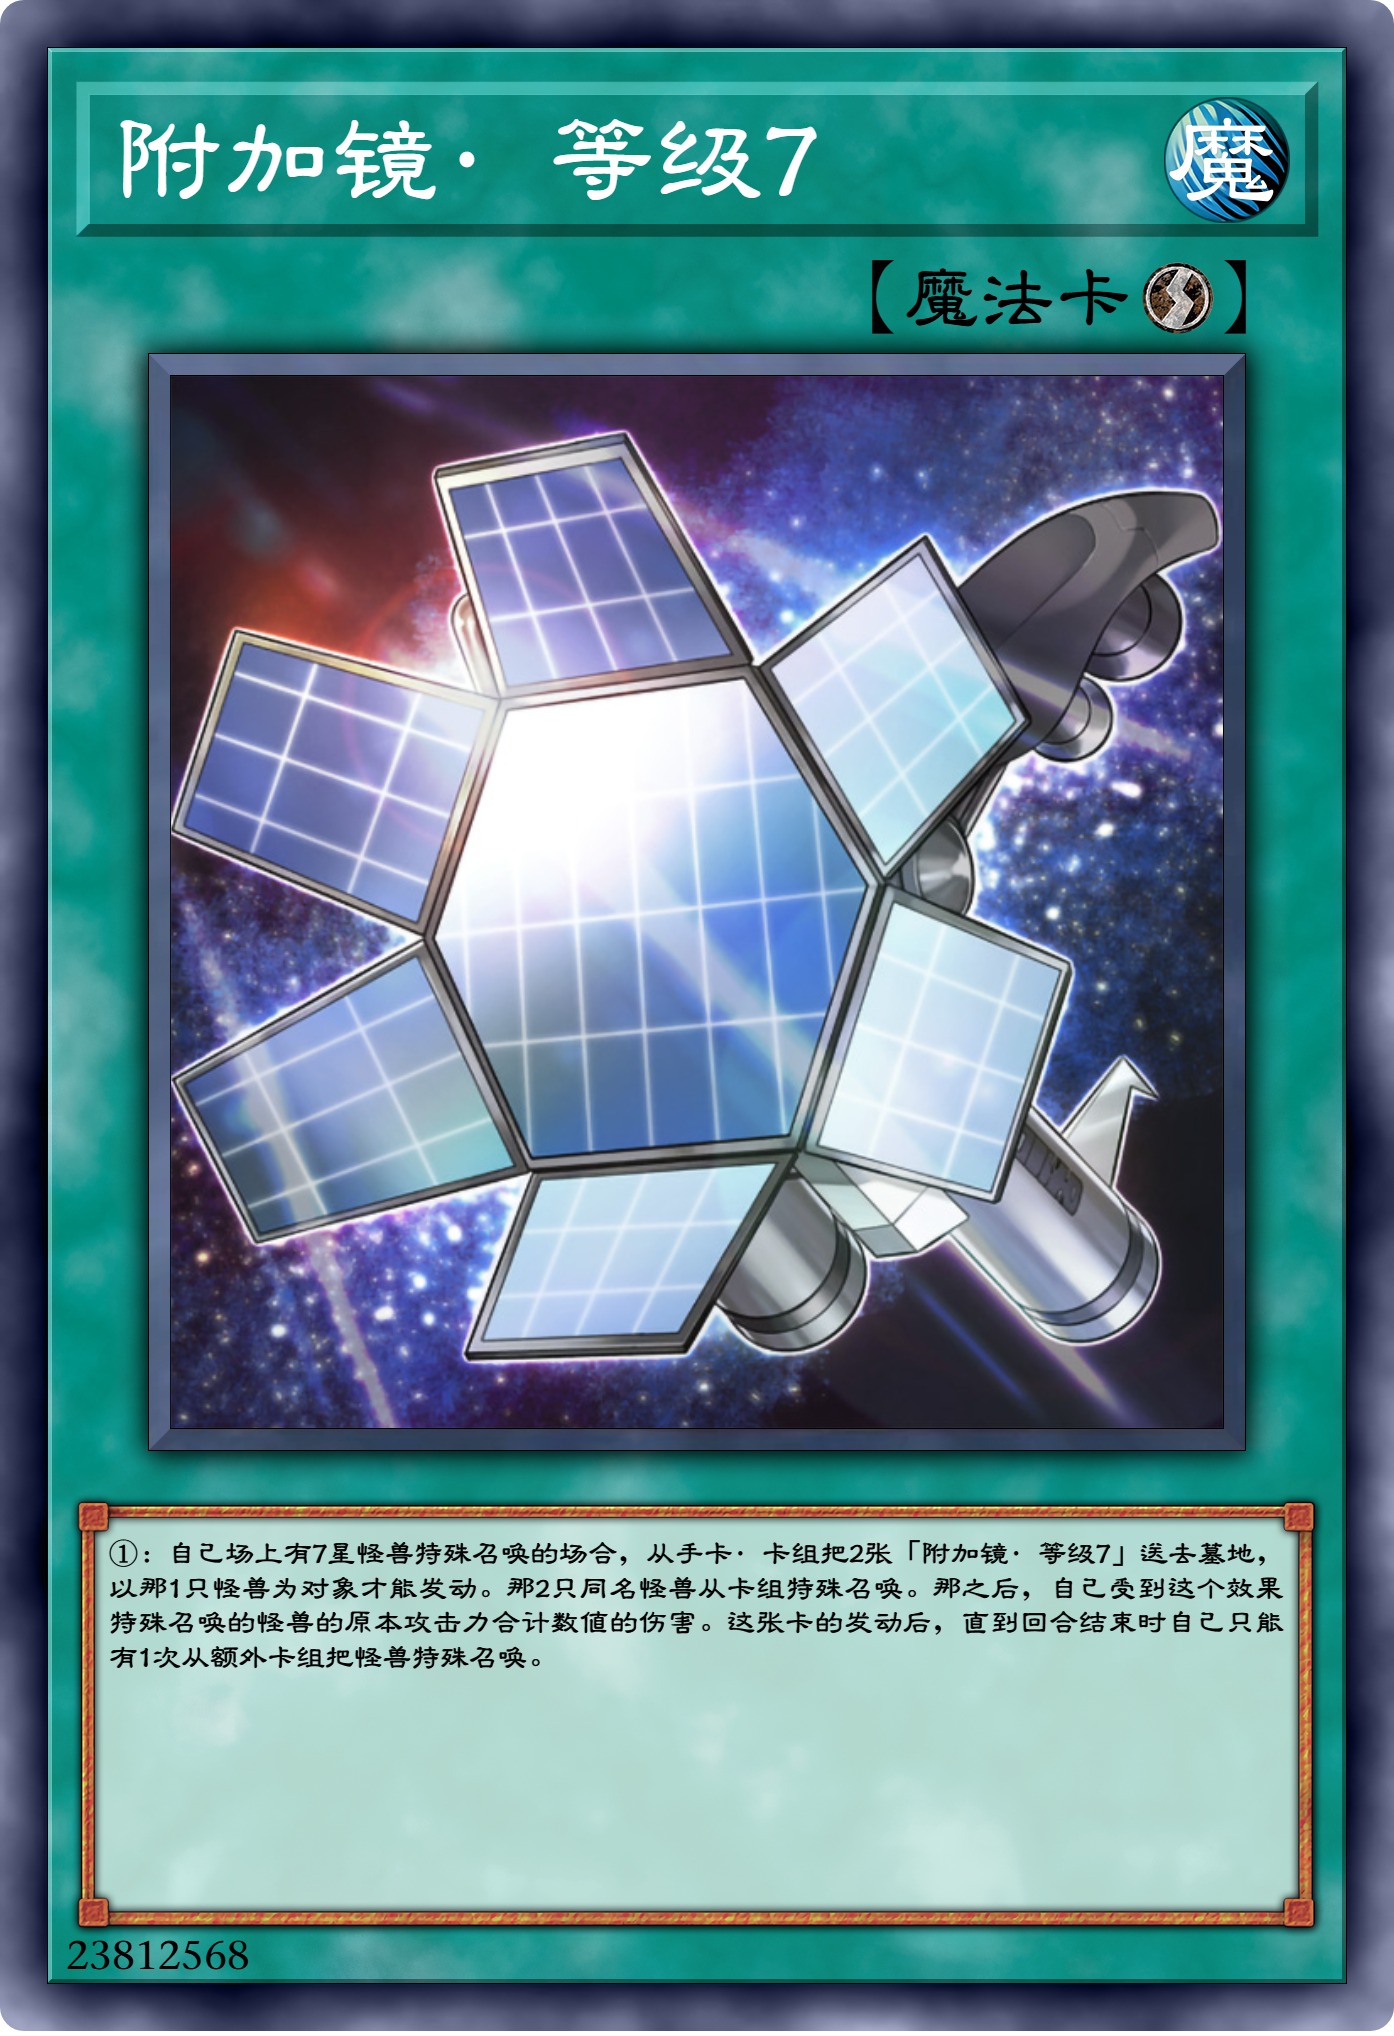 附加镜·等级7
魔
【魔法卡】
①：自己场上有7星怪兽特殊召唤的场合，从手卡·卡组把2张「附加镜·等级7」送去墓地，
以那1只怪兽为对象才能发动。那2只同名怪兽从卡组特殊召唤。那之后，自己受到这个效果
特殊召唤的怪兽的原本攻击力合计数值的伤害。这张卡的发动后，直到回合结束时自己只能
有1次从额外卡组把怪兽特殊召唤。
23812568